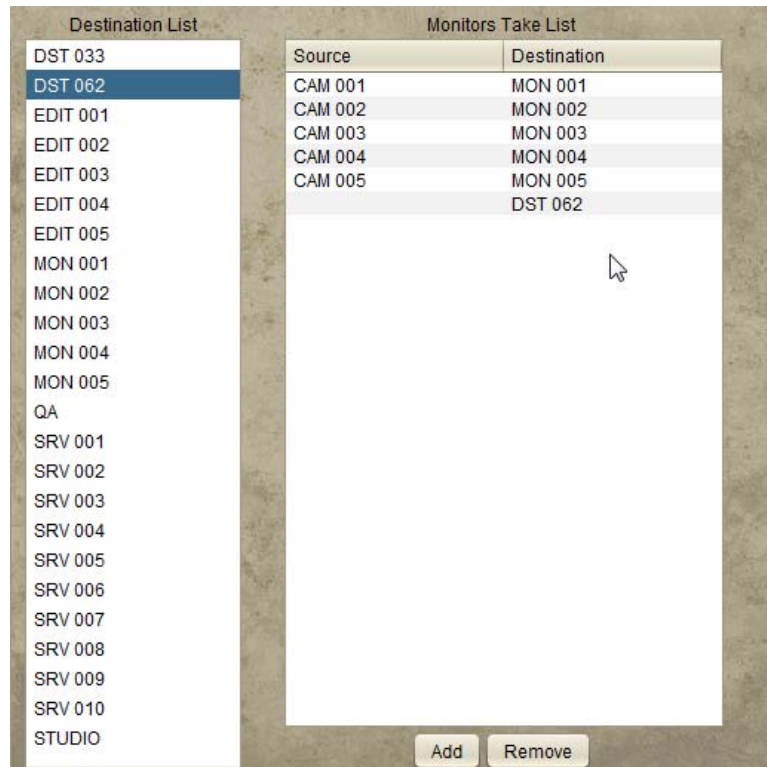 Destination List
DST 033
DST 062
EDIT 001
EDIT 002
EDIT 003
EDIT 004
EDIT 005
MON 001
MON 002
MON 003
MON 004
MON 005
QA
SRV 001
SRV 002
SRV 003
SRV 004
SRV 005
SRV 006
SRV 007
SRV 008
SRV 009
SRV 010
STUDIO
Monitors Take List
Source Destination
CAM 001 MON 001
CAM 002 MON 002
CAM 003 MON 003
CAM 004 MON 004
CAM 005 MON 005
DST 062
Add Remove